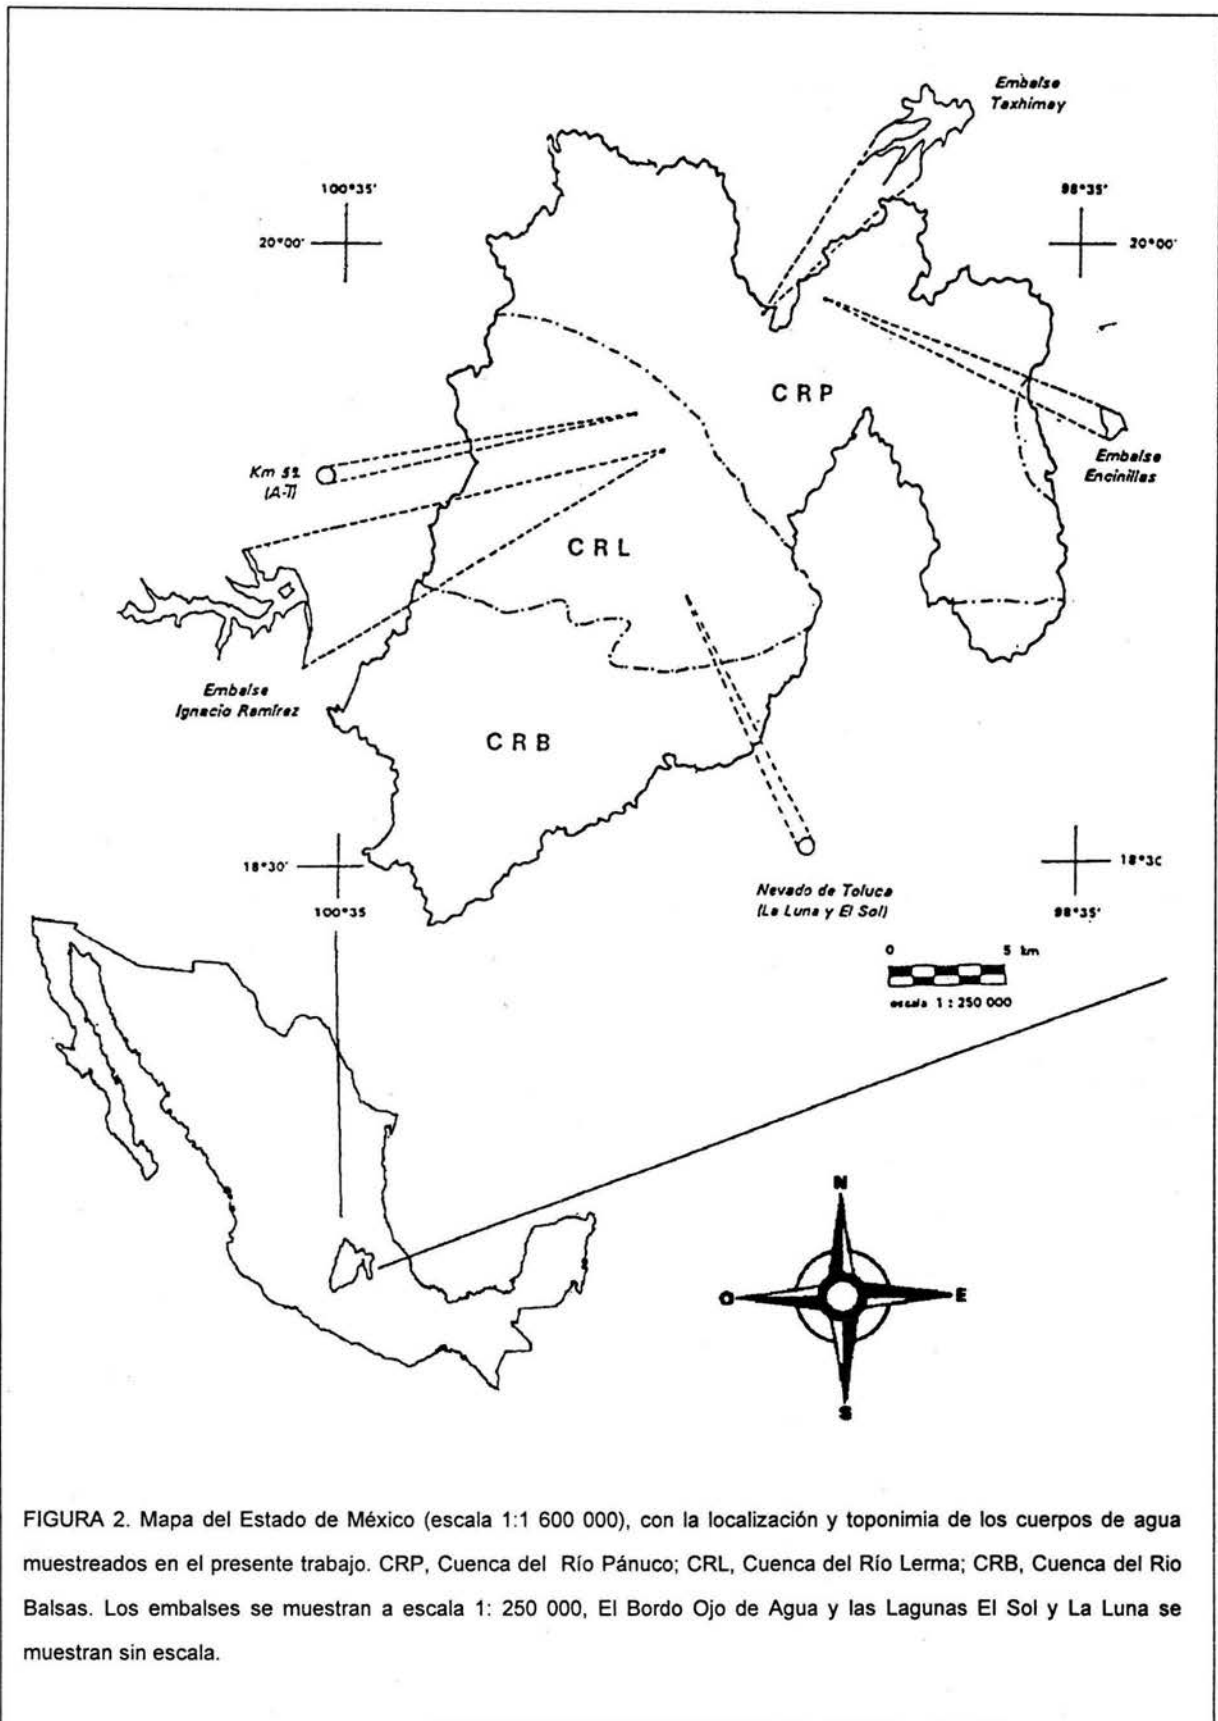 Embalse
Taxhimay
100°35'
98°35'
20°00'
20°00'
CRP
Km 52
(A-T)
Embalse
Encinillas
CRL
Embalse
Ignacio Ramírez
CRB
18°30'
18°30
100°35
Nevado de Toluca
(La Luna y El Sol)
98°35'
0 5 km
escala 1 : 250 000
N
O
E
S
FIGURA 2. Mapa del Estado de México (escala 1:1 600 000), con la localización y toponimia de los cuerpos de agua
muestreados en el presente trabajo. CRP, Cuenca del Río Pánuco; CRL, Cuenca del Río Lerma; CRB, Cuenca del Rio
Balsas. Los embalses se muestran a escala 1: 250 000, El Bordo Ojo de Agua y las Lagunas El Sol y La Luna se
muestran sin escala.